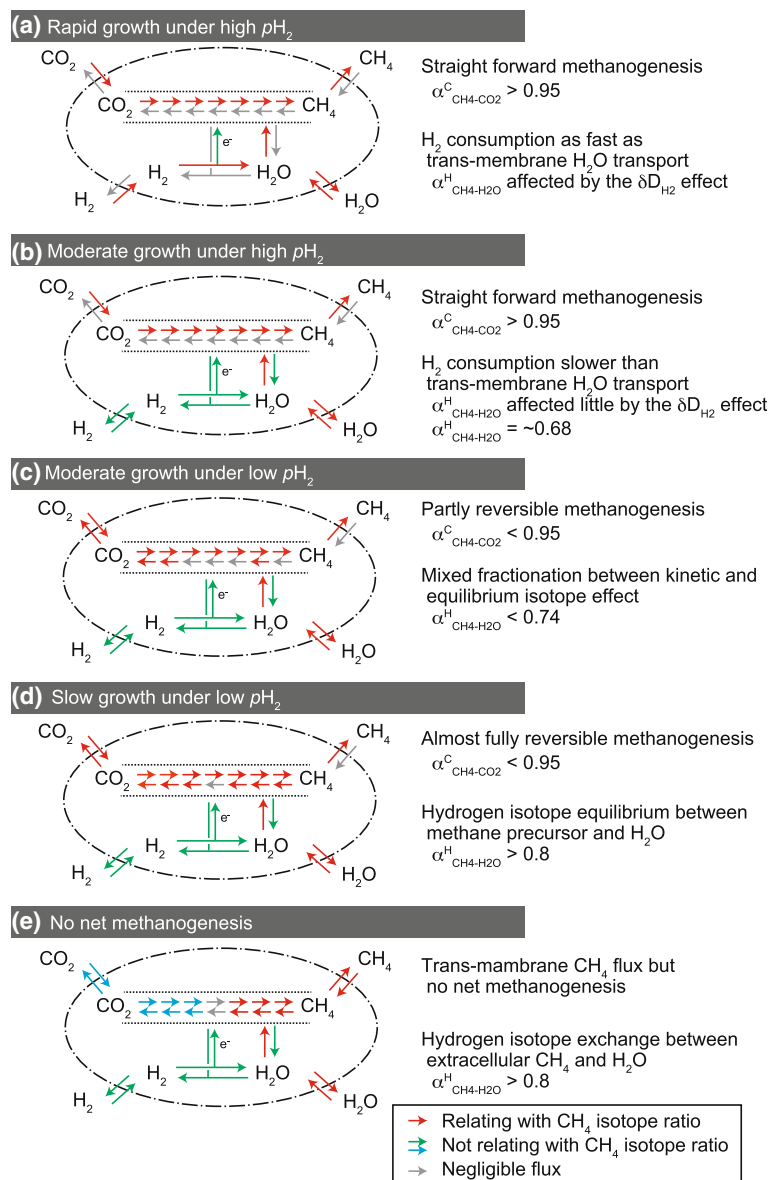 (a) Rapid growth under high pH2
CO2
CH4
CO2
CH4
e-
H2
H2O
H2
H2O
Straight forward methanogenesis
αC CH4-CO2 > 0.95
H2 consumption as fast as
trans-membrane H2O transport
αH CH4-H2O affected by the δDH2 effect
(b) Moderate growth under high pH2
CO2
CH4
CO2
CH4
e-
H2
H2O
H2
H2O
Straight forward methanogenesis
αC CH4-CO2 > 0.95
H2 consumption slower than
trans-membrane H2O transport
αH CH4-H2O affected little by the δDH2 effect
αH CH4-H2O = ~0.68
(c) Moderate growth under low pH2
CO2
CH4
CO2
CH4
e-
H2
H2O
H2
H2O
Partly reversible methanogenesis
αC CH4-CO2 < 0.95
Mixed fractionation between kinetic and
equilibrium isotope effect
αH CH4-H2O < 0.74
(d) Slow growth under low pH2
CO2
CH4
CO2
CH4
e-
H2
H2O
H2
H2O
Almost fully reversible methanogenesis
αC CH4-CO2 < 0.95
Hydrogen isotope equilibrium between
methane precursor and H2O
αH CH4-H2O > 0.8
(e) No net methanogenesis
CO2
CH4
CO2
CH4
e-
H2
H2O
H2
H2O
Trans-mambrane CH4 flux but
no net methanogenesis
Hydrogen isotope exchange between
extracellular CH4 and H2O
αH CH4-H2O > 0.8
Relating with CH4 isotope ratio
Not relating with CH4 isotope ratio
Negligible flux